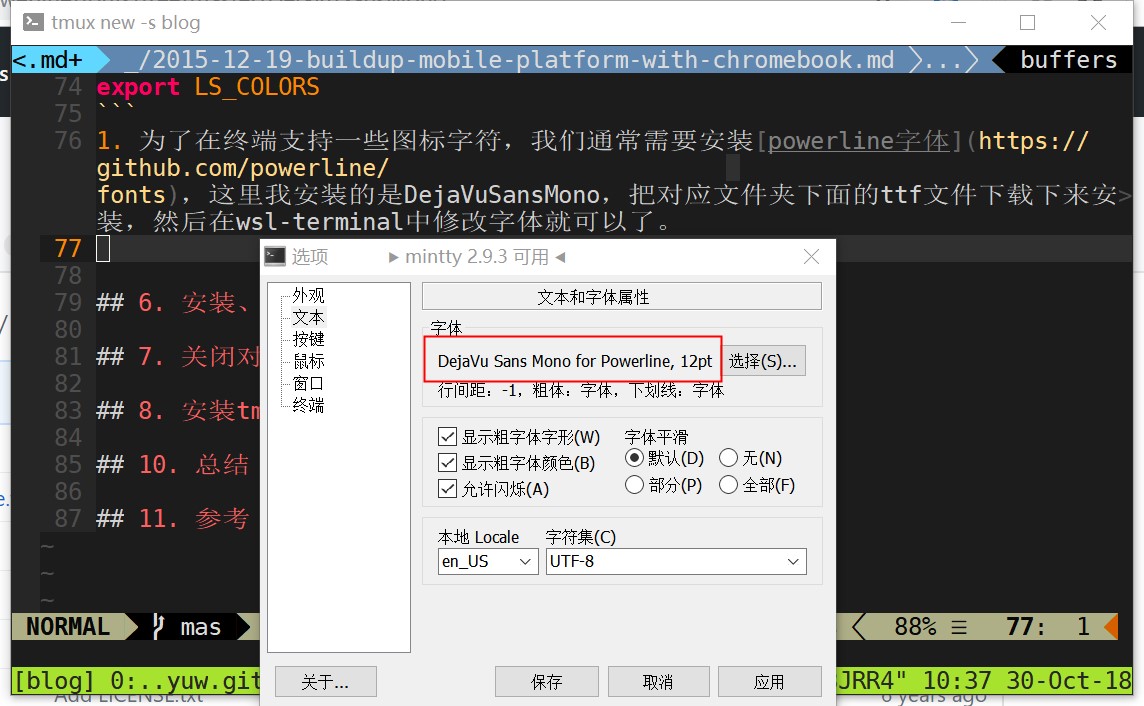 tmux new -s blog
<.md+ _/2015-12-19-buildup-mobile-platform-with-chromebook.md ... buffers
74 export LS_COLORS
75 ```
76 1. 为了在终端支持一些图标字符，我们通常需要安装[powerline字体](https://
github.com/powerline/
fonts)，这里我安装的是DejaVuSansMono，把对应文件夹下面的ttf文件下载下来安>
装，然后在wsl-terminal中修改字体就可以了。
77
78
79 ## 6. 安装、
80
81 ## 7. 关闭对
82
83 ## 8. 安装tm
84
85 ## 10. 总结
86
87 ## 11. 参考
~
~
~
NORMAL mas 88% ☰ 77: 1
[blog] 0:..yuw.git JRR4" 10:37 30-Oct-18
选项 ▶ mintty 2.9.3 可用 ◀
外观
文本
按键
鼠标
窗口
终端
文本和字体属性
字体
DejaVu Sans Mono for Powerline, 12pt 选择(S)...
行间距：-1，粗体：字体，下划线：字体
显示粗字体字形(W)
显示粗字体颜色(B)
允许闪烁(A)
字体平滑
默认(D) 无(N)
部分(P) 全部(F)
本地 Locale 字符集(C)
en_US UTF-8
关于... 保存 取消 应用
Add LICENSE.txt 6 years ago